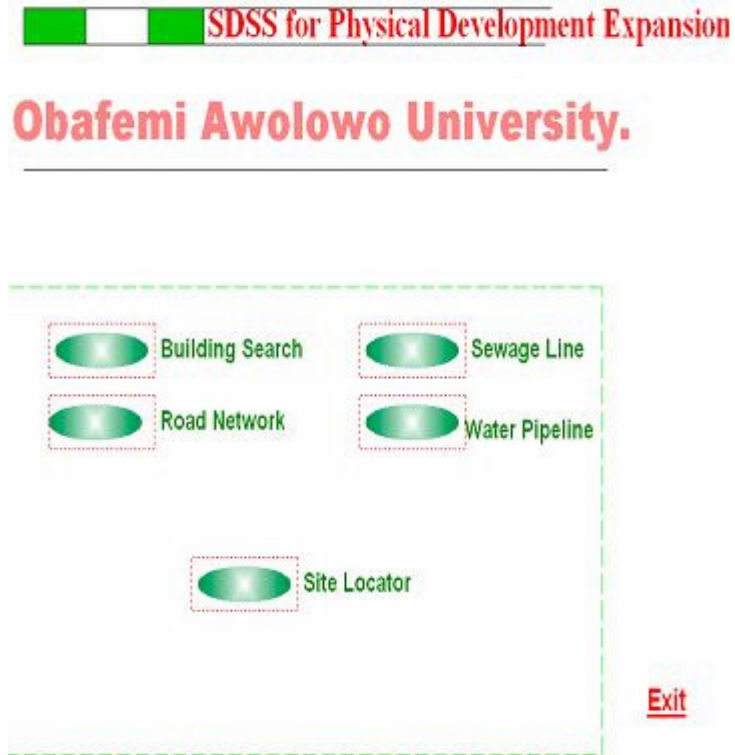 SDSS for Physical Development Expansion
Obafemi Awolowo University.
Building Search
Sewage Line
Road Network
Water Pipeline
Site Locator
Exit